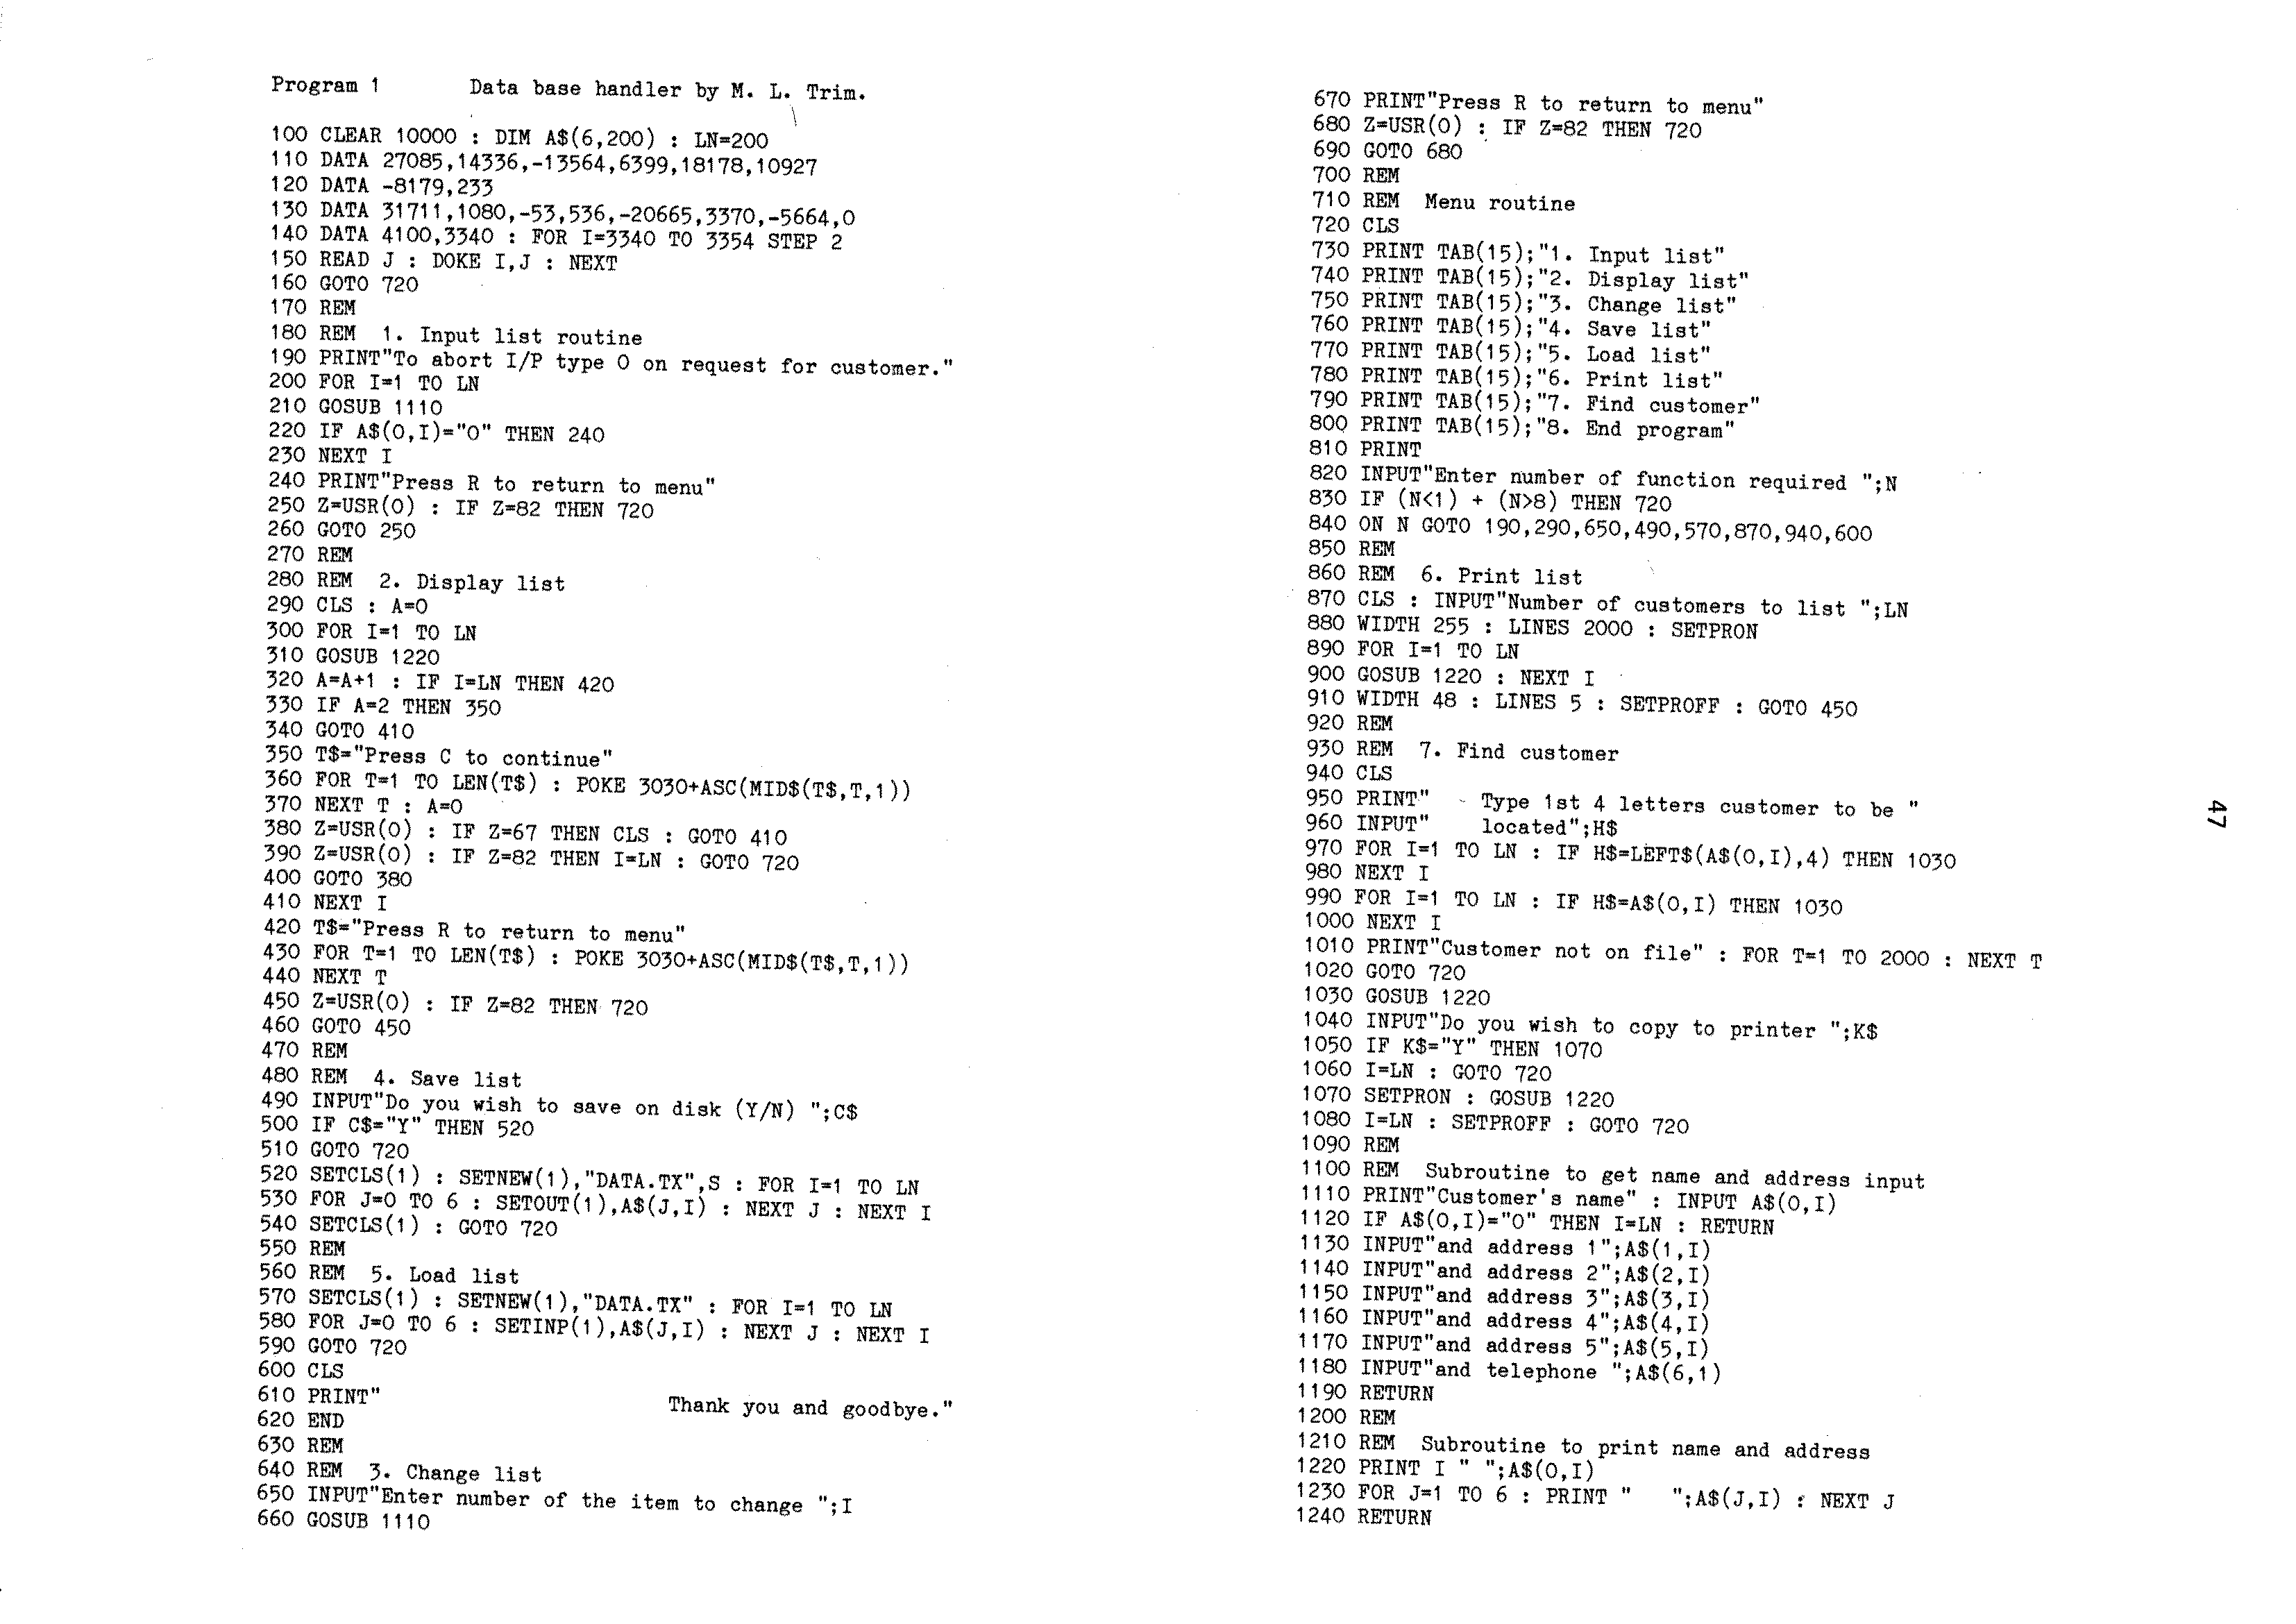 Program 1        Data base handler by M. L. Trim.
100 CLEAR 10000 : DIM A$(6,200) : LN=200
110 DATA 27085,14336,-13564,6399,18178,10927
120 DATA -8179,233
130 DATA 31711,1080,-53,536,-20665,3370,-5664,0
140 DATA 4100,3340 : FOR I=3340 TO 3354 STEP 2
150 READ J : DOKE I,J : NEXT
160 GOTO 720
170 REM
180 REM  1. Input list routine
190 PRINT"To abort I/P type 0 on request for customer."
200 FOR I=1 TO LN
210 GOSUB 1110
220 IF A$(0,I)="0" THEN 240
230 NEXT I
240 PRINT"Press R to return to menu"
250 Z=USR(0) : IF Z=82 THEN 720
260 GOTO 250
270 REM
280 REM  2. Display list
290 CLS : A=0
300 FOR I=1 TO LN
310 GOSUB 1220
320 A=A+1 : IF I=LN THEN 420
330 IF A=2 THEN 350
340 GOTO 410
350 T$="Press C to continue"
360 FOR T=1 TO LEN(T$) : POKE 3030+ASC(MID$(T$,T,1))
370 NEXT T : A=0
380 Z=USR(0) : IF Z=67 THEN CLS : GOTO 410
390 Z=USR(0) : IF Z=82 THEN I=LN : GOTO 720
400 GOTO 380
410 NEXT I
420 T$="Press R to return to menu"
430 FOR T=1 TO LEN(T$) : POKE 3030+ASC(MID$(T$,T,1))
440 NEXT T
450 Z=USR(0) : IF Z=82 THEN 720
460 GOTO 450
470 REM
480 REM  4. Save list
490 INPUT"Do you wish to save on disk (Y/N) ";C$
500 IF C$="Y" THEN 520
510 GOTO 720
520 SETCLS(1) : SETNEW(1),"DATA.TX",S : FOR I=1 TO LN
530 FOR J=0 TO 6 : SETOUT(1),A$(J,I) : NEXT J : NEXT I
540 SETCLS(1) : GOTO 720
550 REM
560 REM  5. Load list
570 SETCLS(1) : SETNEW(1),"DATA.TX" : FOR I=1 TO LN
580 FOR J=0 TO 6 : SETINP(1),A$(J,I) : NEXT J : NEXT I
590 GOTO 720
600 CLS
610 PRINT"                        Thank you and goodbye."
620 END
630 REM
640 REM  3. Change list
650 INPUT"Enter number of the item to change ";I
660 GOSUB 1110
670 PRINT"Press R to return to menu"
680 Z=USR(0) : IF Z=82 THEN 720
690 GOTO 680
700 REM
710 REM  Menu routine
720 CLS
730 PRINT TAB(15);"1. Input list"
740 PRINT TAB(15);"2. Display list"
750 PRINT TAB(15);"3. Change list"
760 PRINT TAB(15);"4. Save list"
770 PRINT TAB(15);"5. Load list"
780 PRINT TAB(15);"6. Print list"
790 PRINT TAB(15);"7. Find customer"
800 PRINT TAB(15);"8. End program"
810 PRINT
820 INPUT"Enter number of function required ";N
830 IF (N<1) + (N>8) THEN 720
840 ON N GOTO 190,290,650,490,570,870,940,600
850 REM
860 REM  6. Print list
870 CLS : INPUT"Number of customers to list ";LN
880 WIDTH 255 : LINES 2000 : SETPRON
890 FOR I=1 TO LN
900 GOSUB 1220 : NEXT I
910 WIDTH 48 : LINES 5 : SETPROFF : GOTO 450
920 REM
930 REM  7. Find customer
940 CLS
950 PRINT"    Type 1st 4 letters customer to be "
960 INPUT"    located";H$
970 FOR I=1 TO LN : IF H$=LEFT$(A$(0,I),4) THEN 1030
980 NEXT I
990 FOR I=1 TO LN : IF H$=A$(0,I) THEN 1030
1000 NEXT I
1010 PRINT"Customer not on file" : FOR T=1 TO 2000 : NEXT T
1020 GOTO 720
1030 GOSUB 1220
1040 INPUT"Do you wish to copy to printer ";K$
1050 IF K$="Y" THEN 1070
1060 I=LN : GOTO 720
1070 SETPRON : GOSUB 1220
1080 I=LN : SETPROFF : GOTO 720
1090 REM
1100 REM  Subroutine to get name and address input
1110 PRINT"Customer's name" : INPUT A$(0,I)
1120 IF A$(0,I)="0" THEN I=LN : RETURN
1130 INPUT"and address 1";A$(1,I)
1140 INPUT"and address 2";A$(2,I)
1150 INPUT"and address 3";A$(3,I)
1160 INPUT"and address 4";A$(4,I)
1170 INPUT"and address 5";A$(5,I)
1180 INPUT"and telephone ";A$(6,1)
1190 RETURN
1200 REM
1210 REM  Subroutine to print name and address
1220 PRINT I " ";A$(0,I)
1230 FOR J=1 TO 6 : PRINT "   ";A$(J,I) : NEXT J
1240 RETURN
47